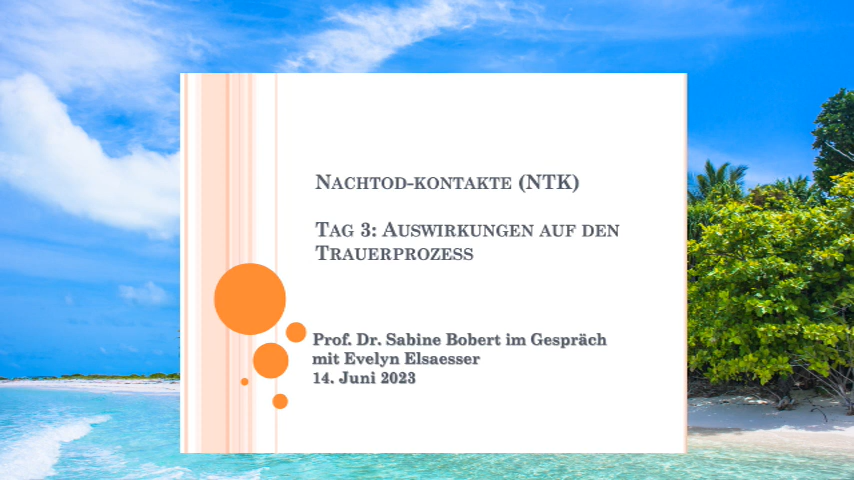 Nachtod-kontakte (NTK)
Tag 3: Auswirkungen auf den
Trauerprozess
Prof. Dr. Sabine Bobert im Gespräch
mit Evelyn Elsaesser
14. Juni 2023